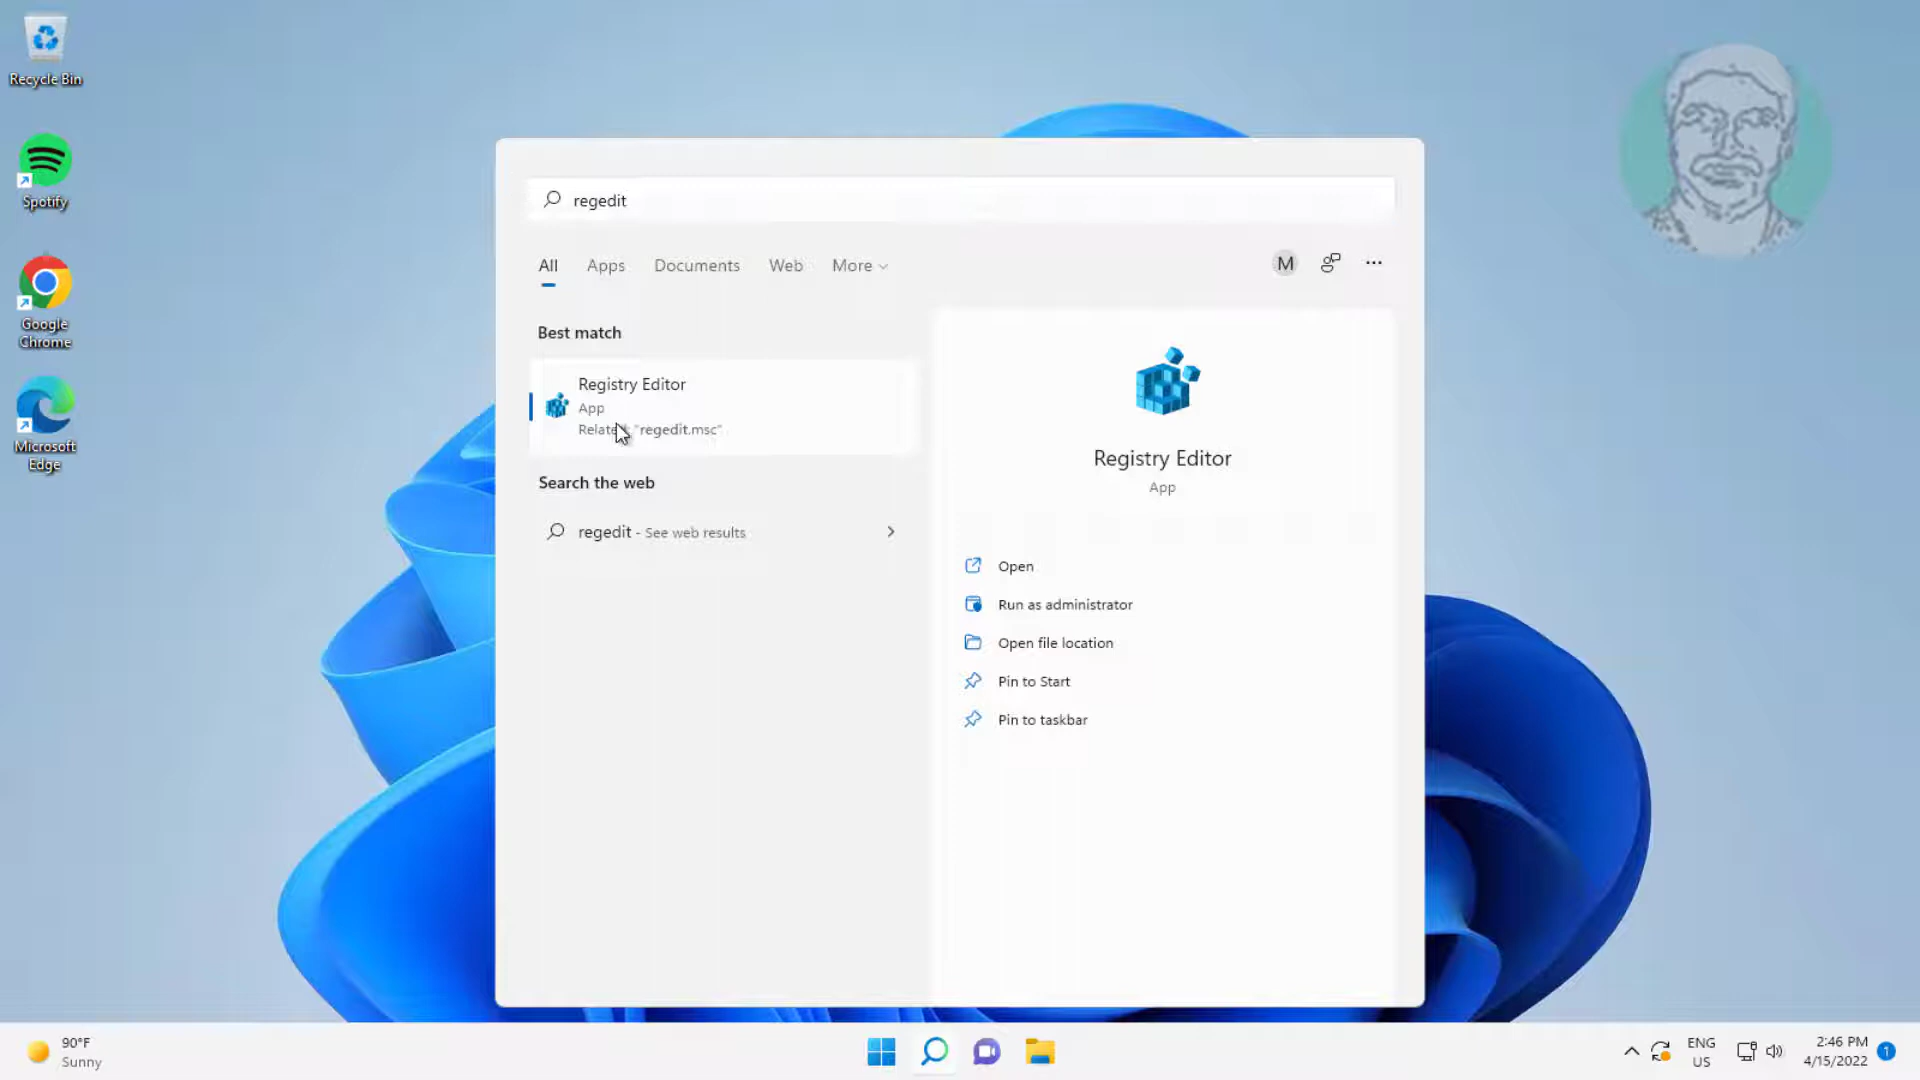 Recycle Bin
Spotify
Google
Chrome
Microsoft
Edge
regedit
All
Apps
Documents
Web
More
M
Best match
Registry Editor
App
Related: "regedit.msc"
Search the web
regedit - See web results
Registry Editor
App
Open
Run as administrator
Open file location
Pin to Start
Pin to taskbar
90°F
Sunny
ENG
US
2:46 PM
4/15/2022
1